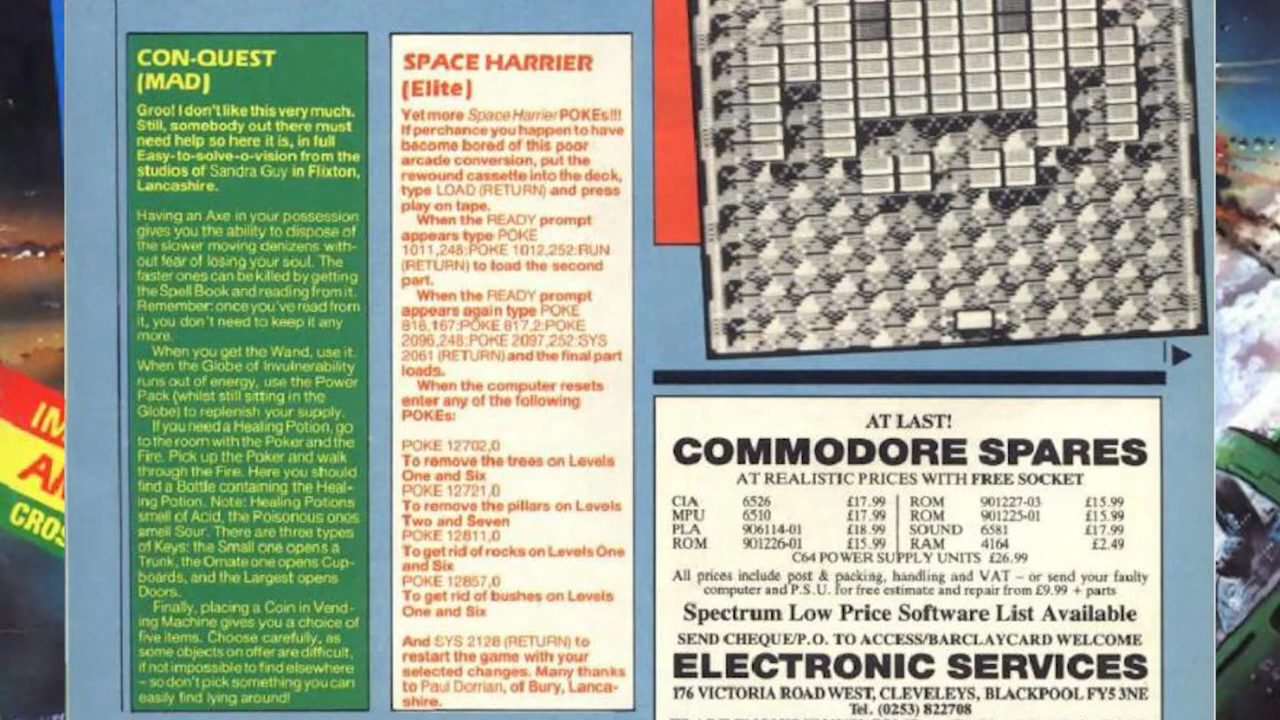 CON-QUEST
(MAD)
Groo! I don't like this very much.
Still, somebody out there must
need help so here it is, in full
Easy-to-solve-o-vision from the
studios of Sandra Guy in Flixton,
Lancashire.
Having an Axe in your possession
gives you the ability to dispose of
the slower moving denizens with-
out fear of losing your soul. The
faster ones can be killed by getting
the Spell Book and reading from it.
Remember: once you've read from
it, you don't need to keep it any
more.
When you get the Wand, use it.
When the Globe of Invulnerability
runs out of energy, use the Power
Pack (whilst still sitting in the
Globe) to replenish your supply.
If you need a Healing Potion, go
to the room with the Poker and the
Fire. Pick up the Poker and walk
through the Fire. Here you should
find a Bottle containing the Heal-
ing Potion. Note: Healing Potions
smell of Acid, the Poisonous ones
smell Sour. There are three types
of Keys: the Small one opens a
Trunk, the Ornate one opens Cup-
boards, and the Largest opens
Doors.
Finally, placing a Coin in Vend-
ing Machine gives you a choice of
five items. Choose carefully, as
some objects on offer are difficult,
if not impossible to find elsewhere
– so don't pick something you can
easily find lying around!
SPACE HARRIER
(Elite)
Yet more Space Harrier POKEs!!!
If perchance you happen to have
become bored of this poor
arcade conversion, put the
rewound cassette into the deck,
type LOAD (RETURN) and press
play on tape.
When the READY prompt
appears type POKE
1011,248:POKE 1012,252:RUN
(RETURN) to load the second
part.
When the READY prompt
appears again type POKE
816,167:POKE 817,2:POKE
2096,248:POKE 2097,252:SYS
2061 (RETURN) and the final part
loads.
When the computer resets
enter any of the following
POKEs:
POKE 12702,0
To remove the trees on Levels
One and Six
POKE 12721,0
To remove the pillars on Levels
Two and Seven
POKE 12811,0
To get rid of rocks on Levels One
and Six
POKE 12857,0
To get rid of bushes on Levels
One and Six
And SYS 2128 (RETURN) to
restart the game with your
selected changes. Many thanks
to Paul Dorrian, of Bury, Lanca-
shire.
AT LAST!
COMMODORE SPARES
AT REALISTIC PRICES WITH FREE SOCKET
CIA 6526 £17.99 ROM 901227-03 £15.99
MPU 6510 £17.99 ROM 901225-01 £15.99
PLA 906114-01 £18.99 SOUND 6581 £17.99
ROM 901226-01 £15.99 RAM 4164 £2.49
C64 POWER SUPPLY UNITS £26.99
All prices include post & packing, handling and VAT – or send your faulty
computer and P.S.U. for free estimate and repair from £9.99 + parts
Spectrum Low Price Software List Available
SEND CHEQUE/P.O. TO ACCESS/BARCLAYCARD WELCOME
ELECTRONIC SERVICES
176 VICTORIA ROAD WEST, CLEVELEYS, BLACKPOOL FY5 3NE
Tel. (0253) 822708